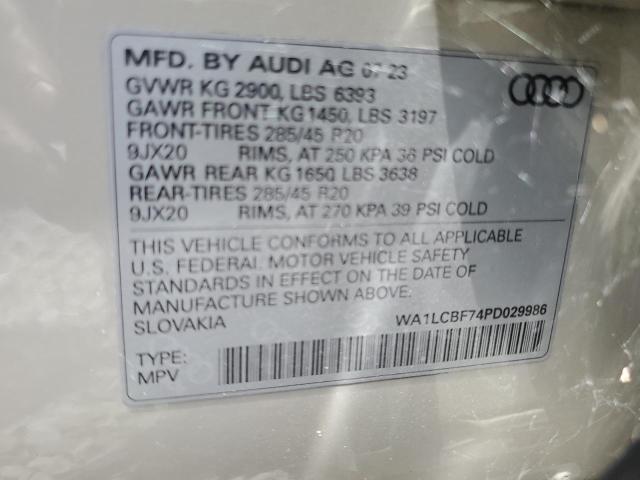 MFD. BY AUDI AG 07 23
GVWR KG 2900, LBS 6393
GAWR FRONT KG 1450, LBS 3197
FRONT-TIRES 285/45 R20
9JX20 RIMS, AT 250 KPA 36 PSI COLD
GAWR REAR KG 1650 LBS 3638
REAR-TIRES 285/45 R20
9JX20 RIMS, AT 270 KPA 39 PSI COLD
THIS VEHICLE CONFORMS TO ALL APPLICABLE
U.S. FEDERAL MOTOR VEHICLE SAFETY
STANDARDS IN EFFECT ON THE DATE OF
MANUFACTURE SHOWN ABOVE.
SLOVAKIA WA1LCBF74PD029986
TYPE:
MPV